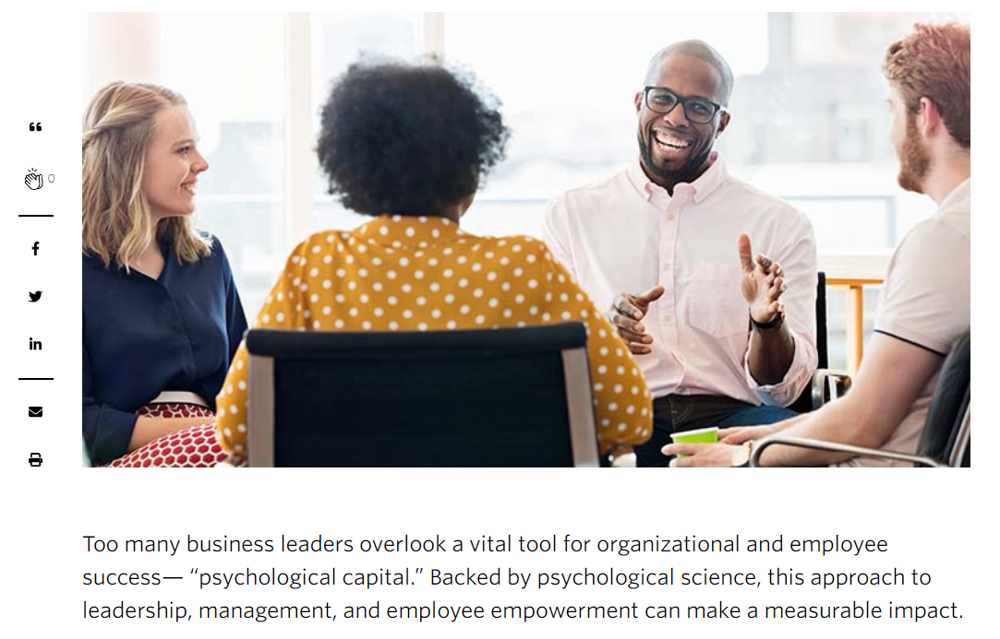 0
Too many business leaders overlook a vital tool for organizational and employee
success— “psychological capital.” Backed by psychological science, this approach to
leadership, management, and employee empowerment can make a measurable impact.